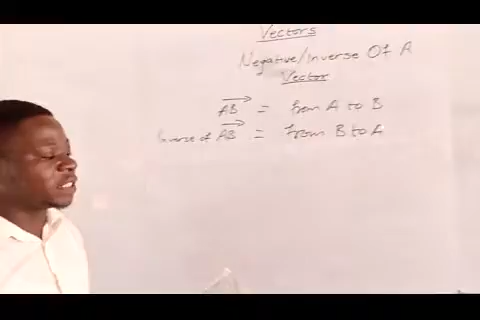 Vectors
Negative/Inverse Of A
Vector
AB = from A to B
Inverse of AB = from B to A